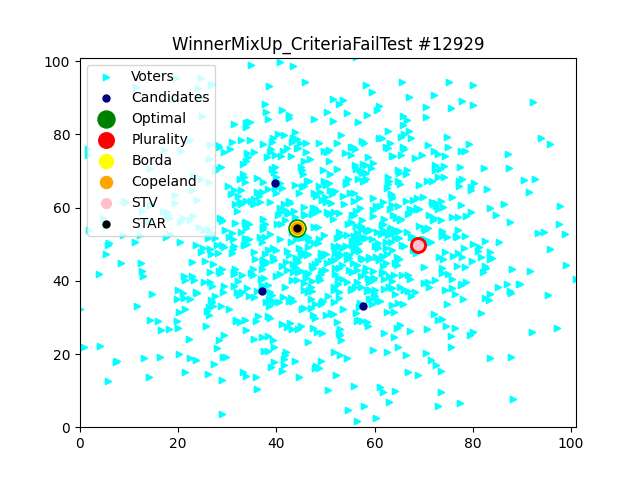 WinnerMixUp_CriteriaFailTest #12929
100
80
60
40
20
0
Voters
Candidates
Optimal
Plurality
Borda
Copeland
STV
STAR
0 20 40 60 80 100